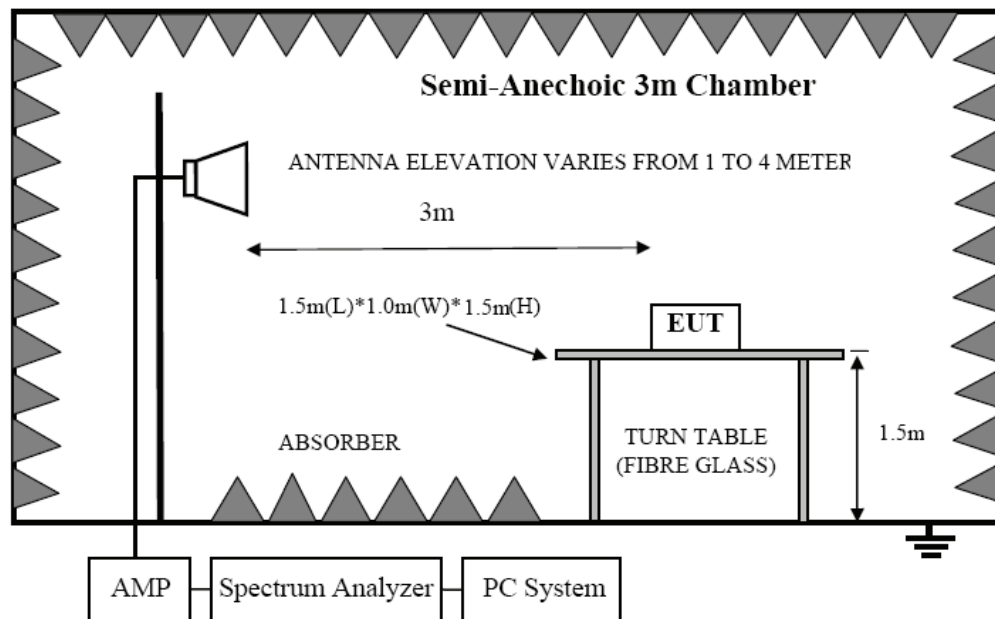 Semi-Anechoic 3m Chamber
ANTENNA ELEVATION VARIES FROM 1 TO 4 METER
3m
1.5m(L)*1.0m(W)*1.5m(H)
EUT
ABSORBER
TURN TABLE
(FIBRE GLASS)
1.5m
AMP
Spectrum Analyzer
PC System